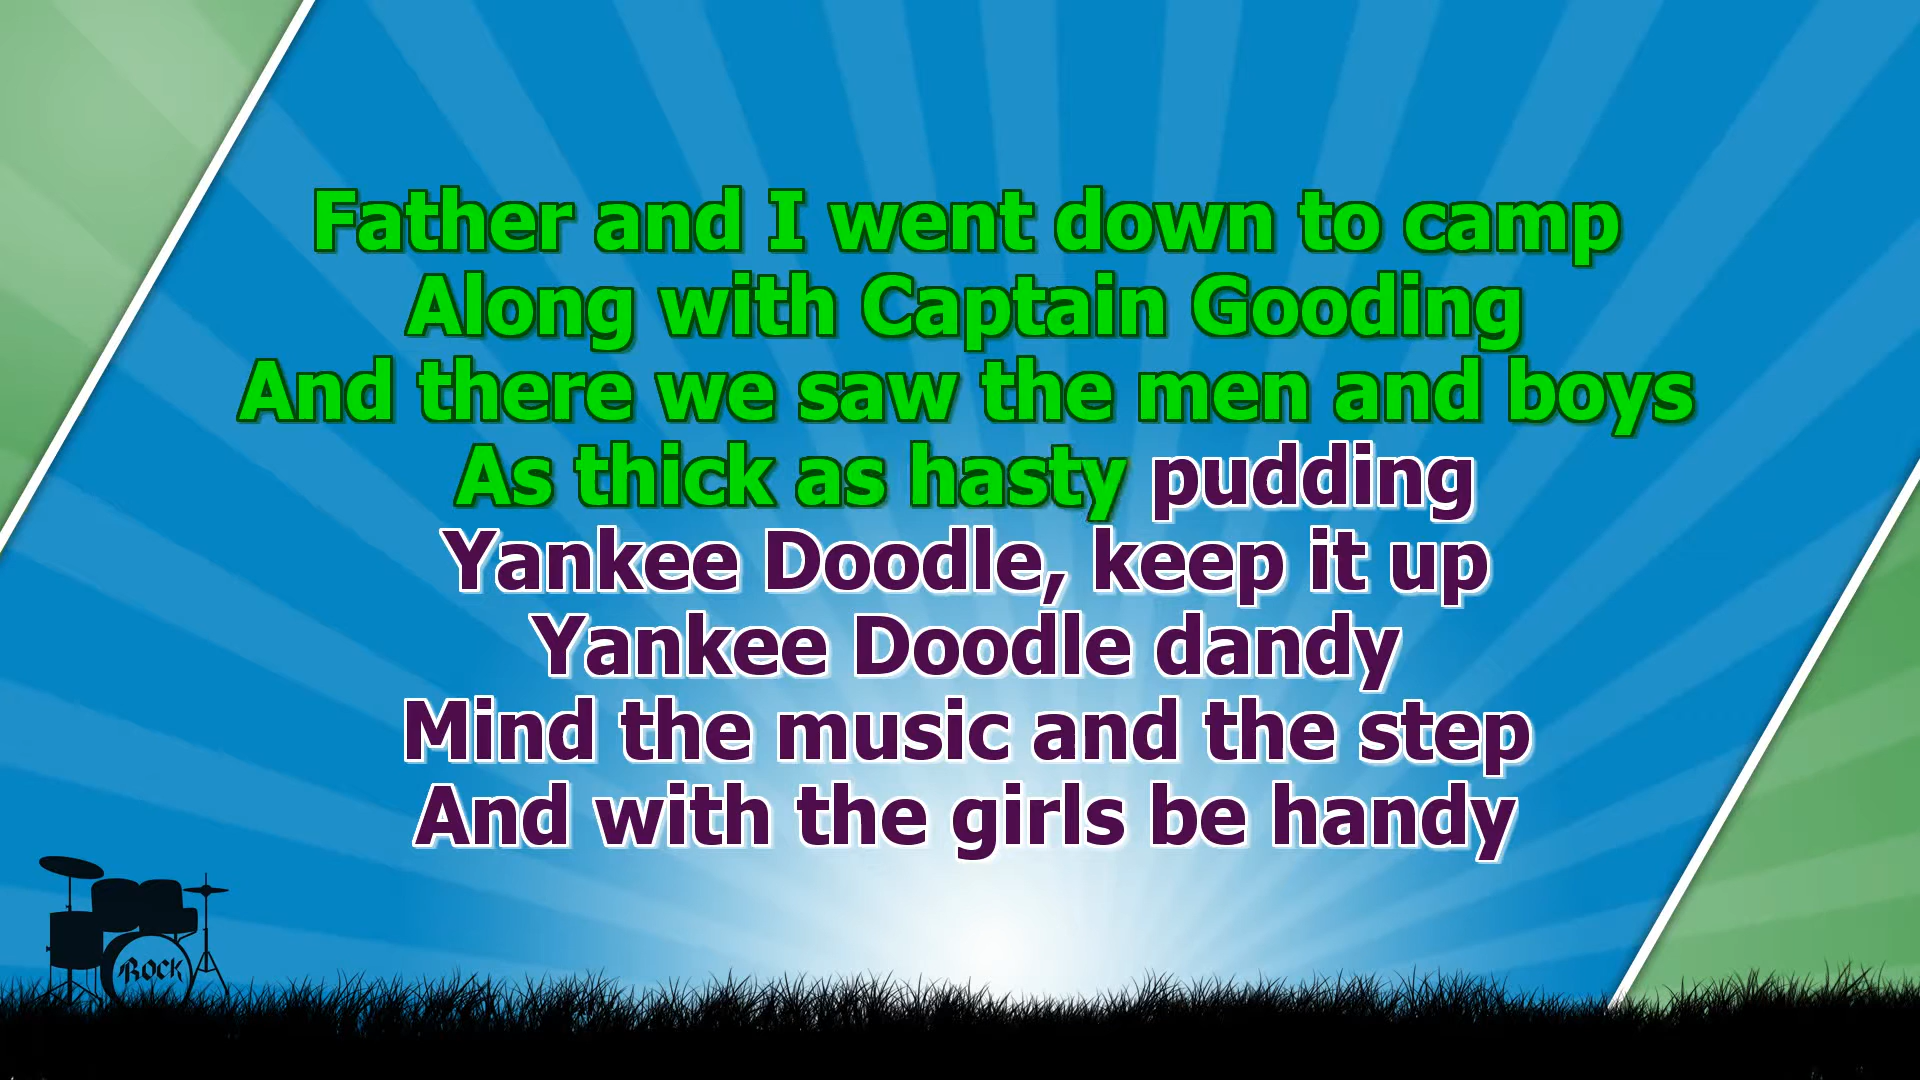 Father and I went down to camp
Along with Captain Gooding
And there we saw the men and boys
As thick as hasty pudding
Yankee Doodle, keep it up
Yankee Doodle dandy
Mind the music and the step
And with the girls be handy
ROCK